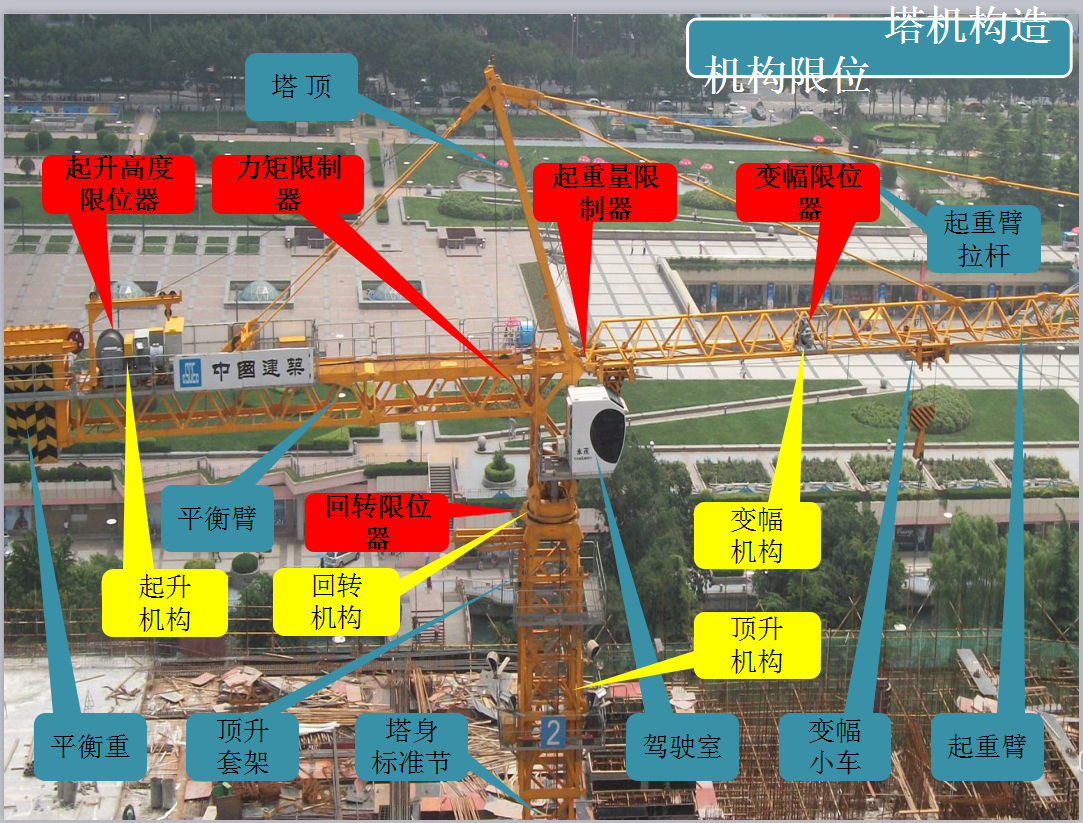 塔机构造
机构限位
塔 顶
起升高度
限位器
力矩限制
器
起重量限
制器
变幅限位
器
起重臂
拉杆
中國建築
永茂
平衡臂
回转限位
器
变幅
机构
起升
机构
回转
机构
顶升
机构
2
平衡重
顶升
套架
塔身
标准节
驾驶室
变幅
小车
起重臂